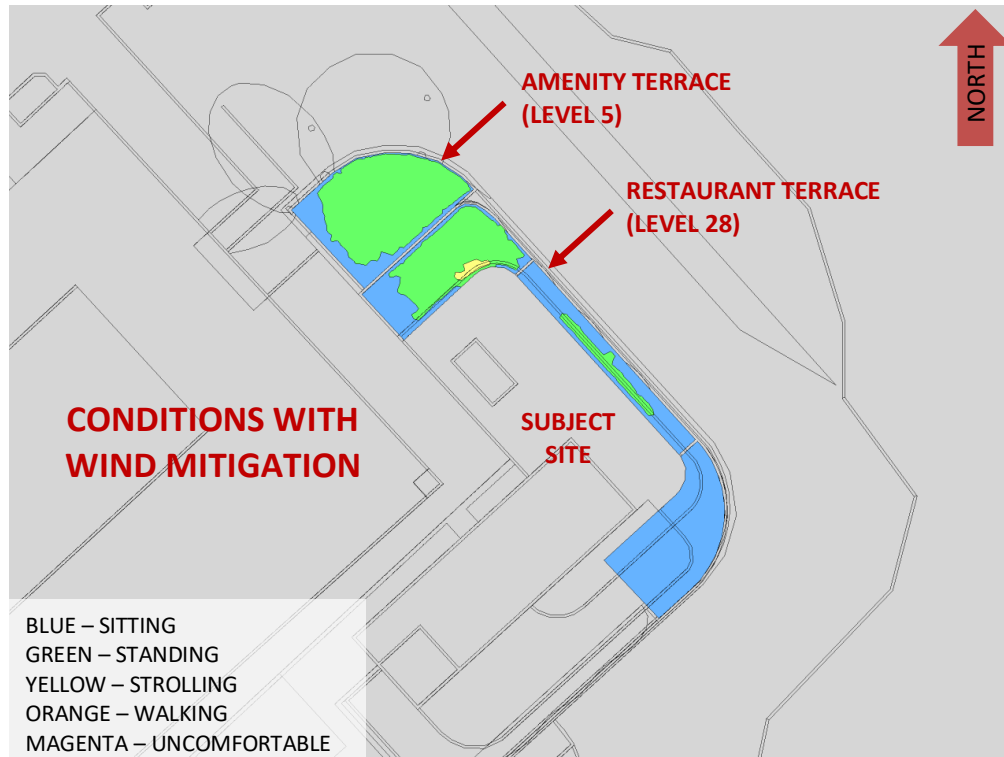 NORTH
AMENITY TERRACE
(LEVEL 5)
RESTAURANT TERRACE
(LEVEL 28)
CONDITIONS WITH
WIND MITIGATION
SUBJECT
SITE
BLUE – SITTING
GREEN – STANDING
YELLOW – STROLLING
ORANGE – WALKING
MAGENTA – UNCOMFORTABLE